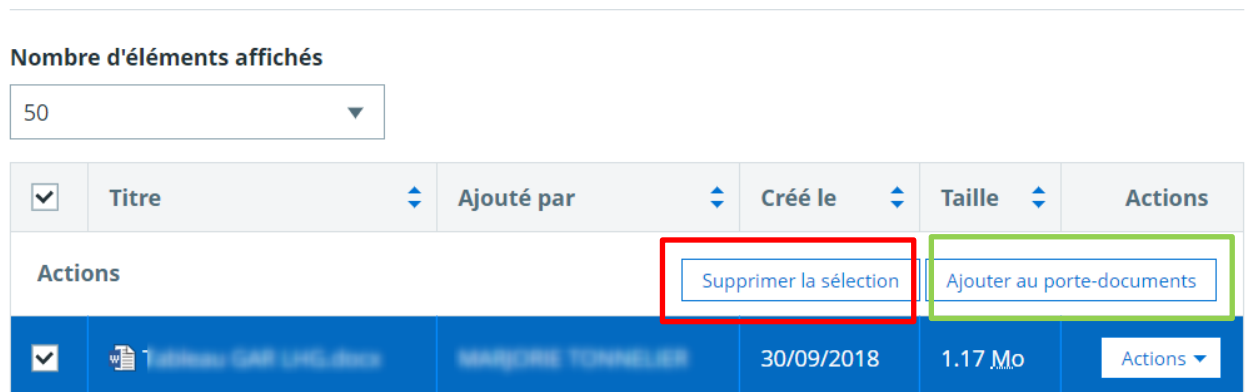 Nombre d'éléments affichés
50
Titre Ajouté par Créé le Taille Actions
Actions Supprimer la sélection Ajouter au porte-documents
30/09/2018 1.17 Mo Actions